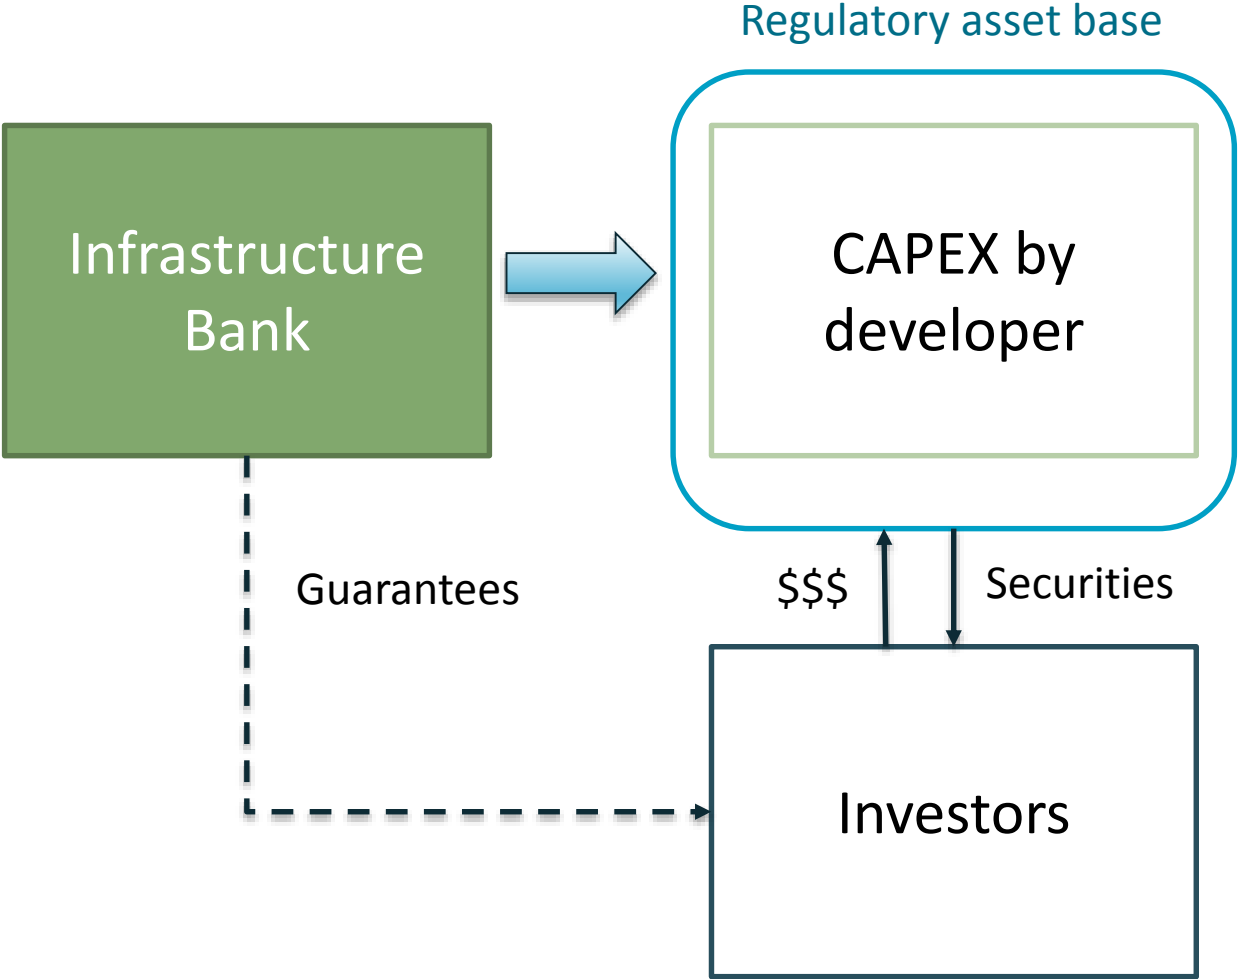 Regulatory asset base
Infrastructure
Bank
CAPEX by
developer
Guarantees
$$$
Securities
Investors